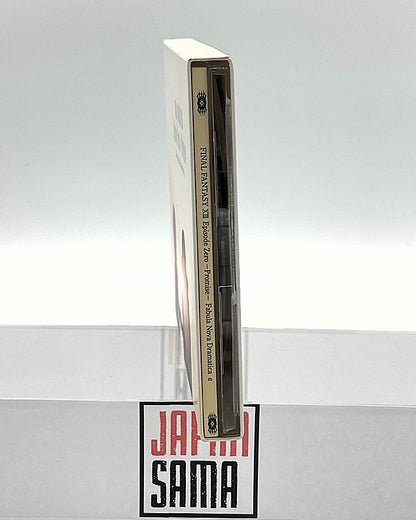 FINAL FANTASY XIII Episode Zero -Promise- Fabula Nova Dramatica α
JAPAN
SAMA